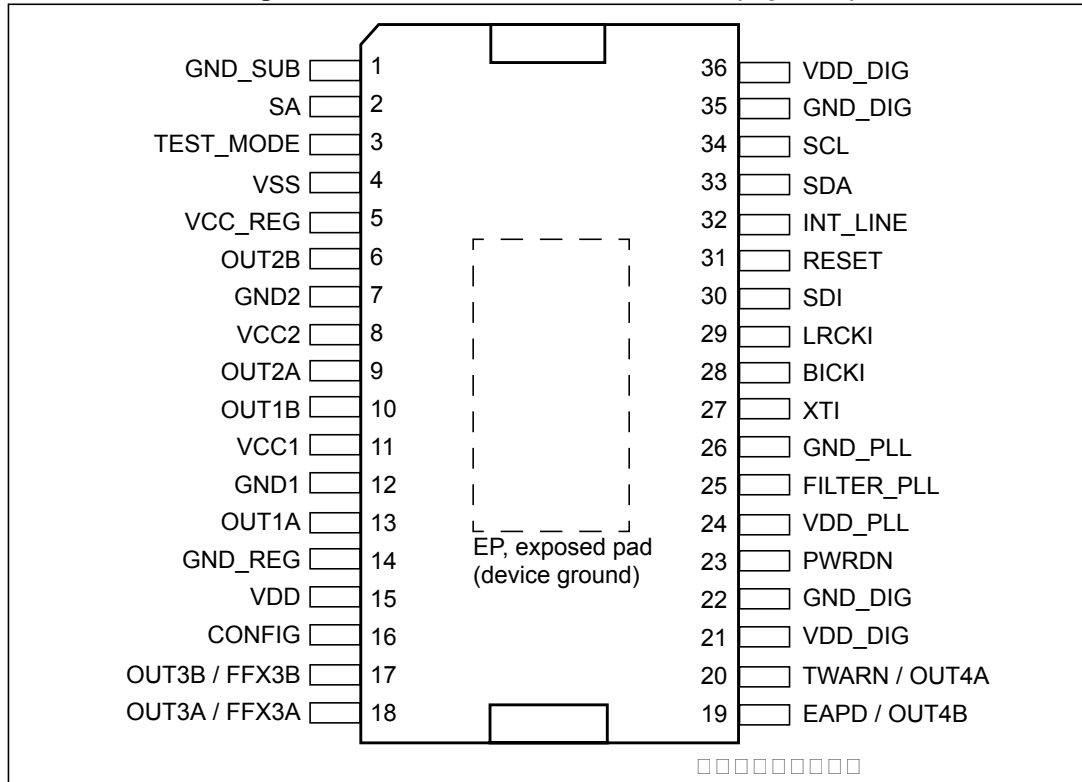 GND_SUB 1
SA 2
TEST_MODE 3
VSS 4
VCC_REG 5
OUT2B 6
GND2 7
VCC2 8
OUT2A 9
OUT1B 10
VCC1 11
GND1 12
OUT1A 13
GND_REG 14
VDD 15
CONFIG 16
OUT3B / FFX3B 17
OUT3A / FFX3A 18
EP, exposed pad
(device ground)
36 VDD_DIG
35 GND_DIG
34 SCL
33 SDA
32 INT_LINE
31 RESET
30 SDI
29 LRCKI
28 BICKI
27 XTI
26 GND_PLL
25 FILTER_PLL
24 VDD_PLL
23 PWRDN
22 GND_DIG
21 VDD_DIG
20 TWARN / OUT4A
19 EAPD / OUT4B